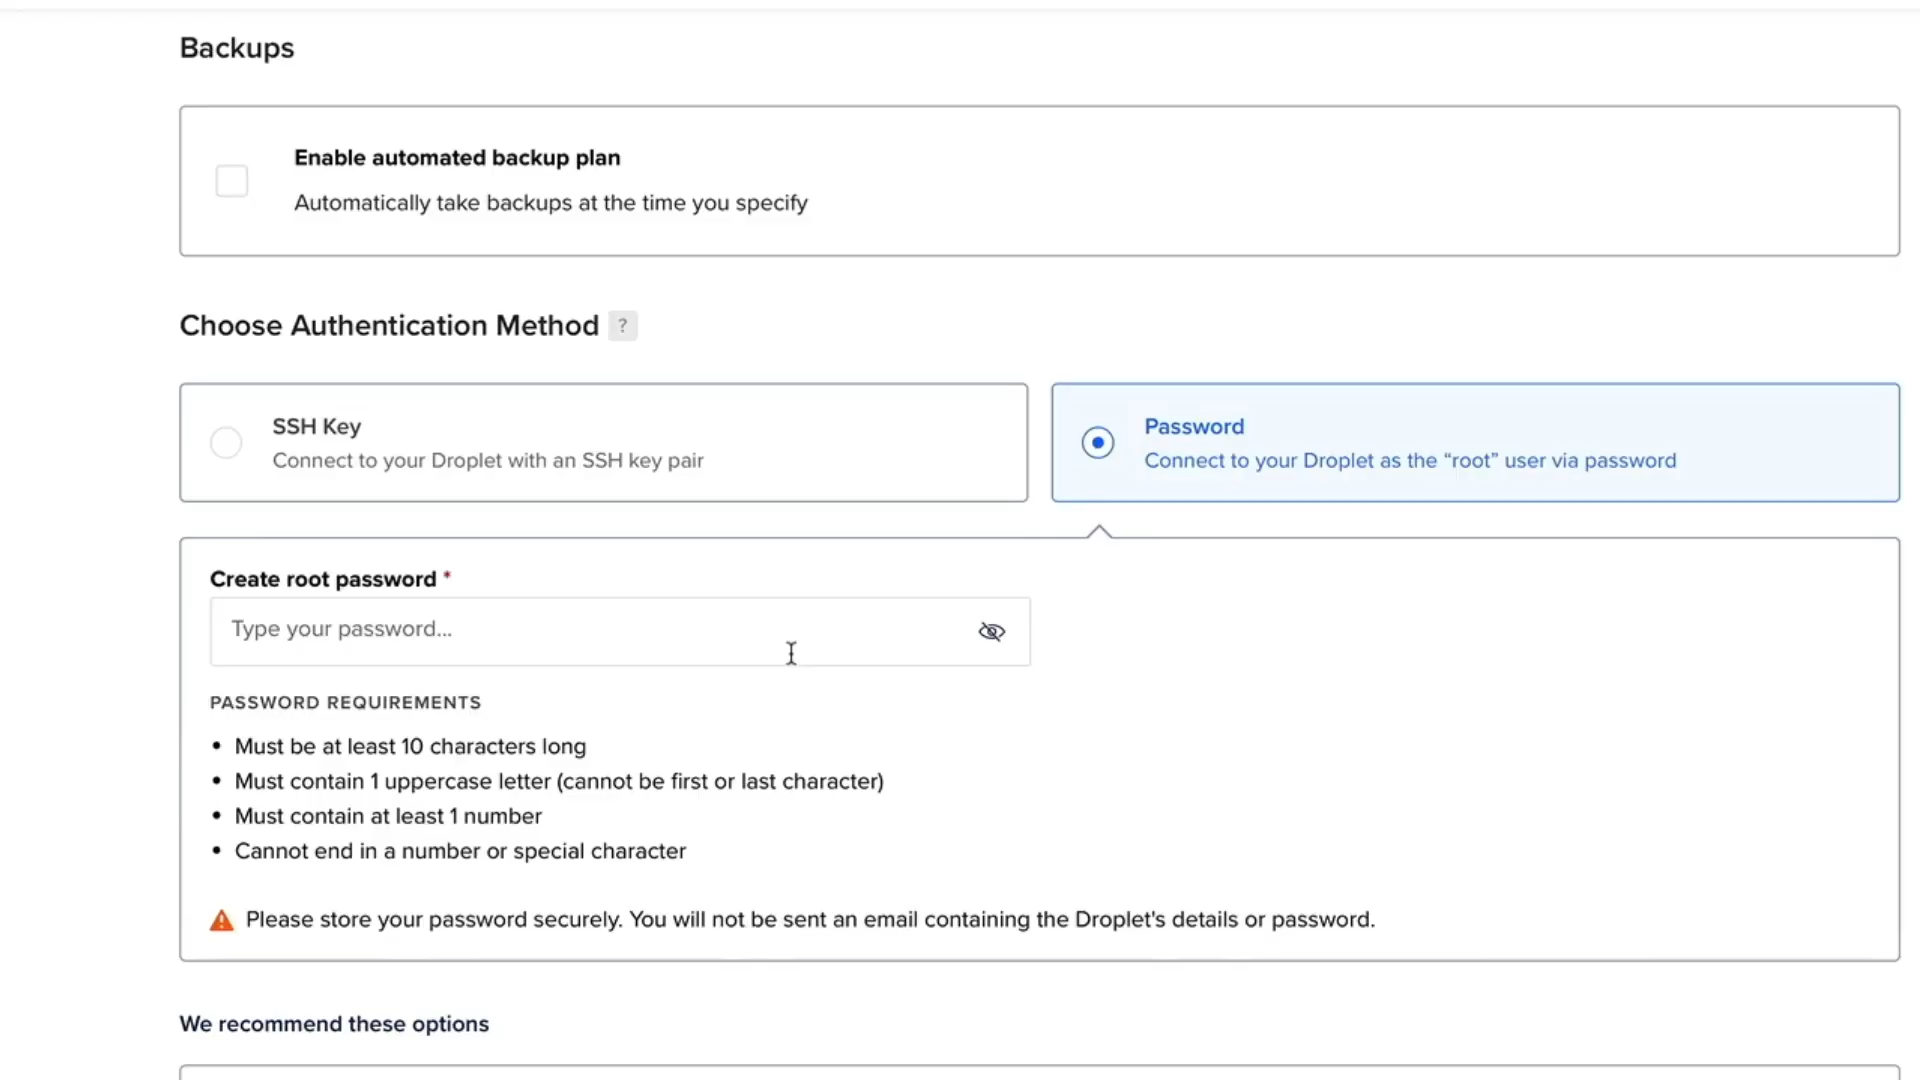 Backups
Enable automated backup plan
Automatically take backups at the time you specify
Choose Authentication Method ?
SSH Key
Connect to your Droplet with an SSH key pair
Password
Connect to your Droplet as the “root” user via password
Create root password *
Type your password...
PASSWORD REQUIREMENTS
• Must be at least 10 characters long
• Must contain 1 uppercase letter (cannot be first or last character)
• Must contain at least 1 number
• Cannot end in a number or special character
Please store your password securely. You will not be sent an email containing the Droplet's details or password.
We recommend these options